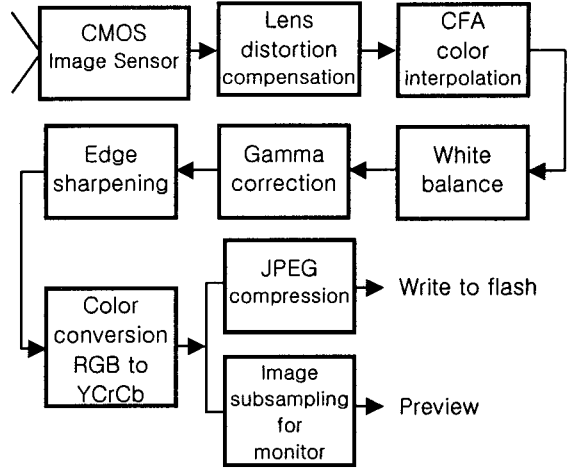 CMOS
Image Sensor
Lens
distortion
compensation
CFA
color
interpolation
Edge
sharpening
Gamma
correction
White
balance
Color
conversion
RGB to
YCrCb
JPEG
compression
Write to flash
Image
subsampling
for
monitor
Preview